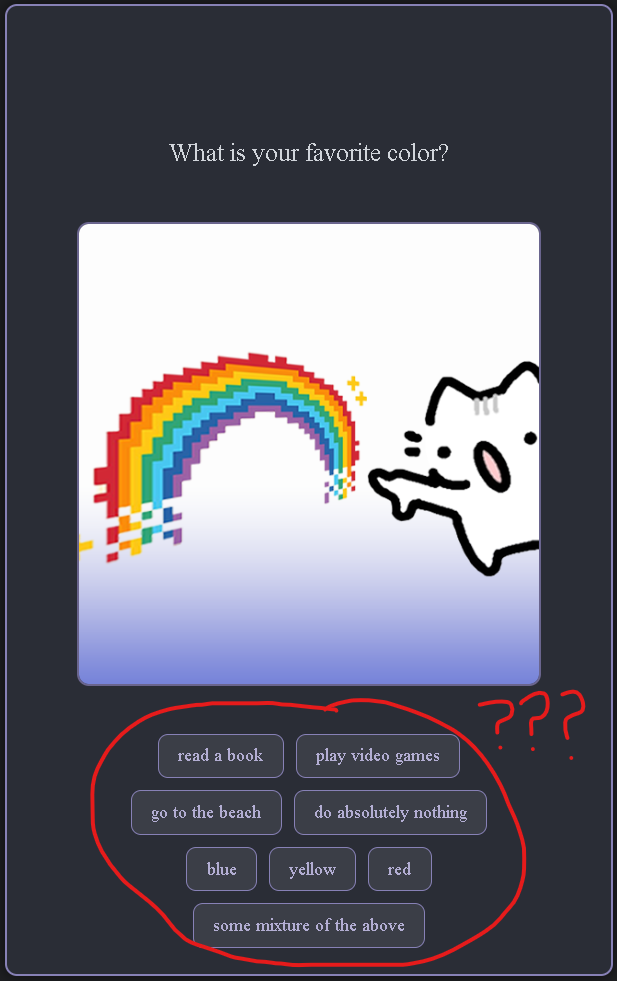 What is your favorite color?
???
read a book
play video games
go to the beach
do absolutely nothing
blue
yellow
red
some mixture of the above